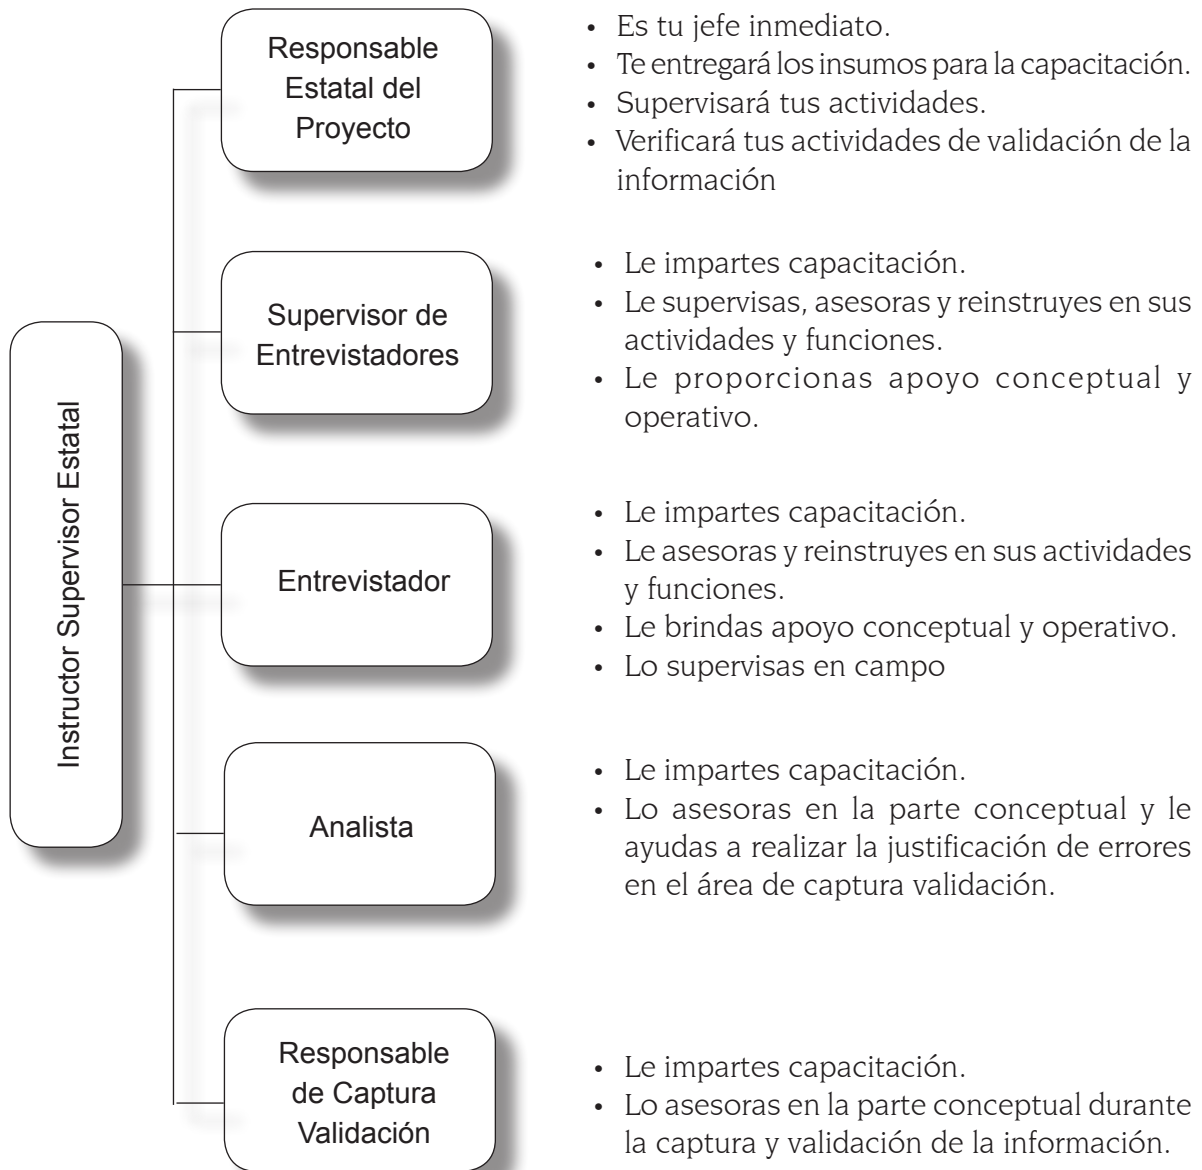 Instructor Supervisor Estatal
Responsable
Estatal del
Proyecto
• Es tu jefe inmediato.
• Te entregará los insumos para la capacitación.
• Supervisará tus actividades.
• Verificará tus actividades de validación de la
información
Supervisor de
Entrevistadores
• Le impartes capacitación.
• Le supervisas, asesoras y reinstruyes en sus
actividades y funciones.
• Le proporcionas apoyo conceptual y
operativo.
Entrevistador
• Le impartes capacitación.
• Le asesoras y reinstruyes en sus actividades
y funciones.
• Le brindas apoyo conceptual y operativo.
• Lo supervisas en campo
Analista
• Le impartes capacitación.
• Lo asesoras en la parte conceptual y le
ayudas a realizar la justificación de errores
en el área de captura validación.
Responsable
de Captura
Validación
• Le impartes capacitación.
• Lo asesoras en la parte conceptual durante
la captura y validación de la información.